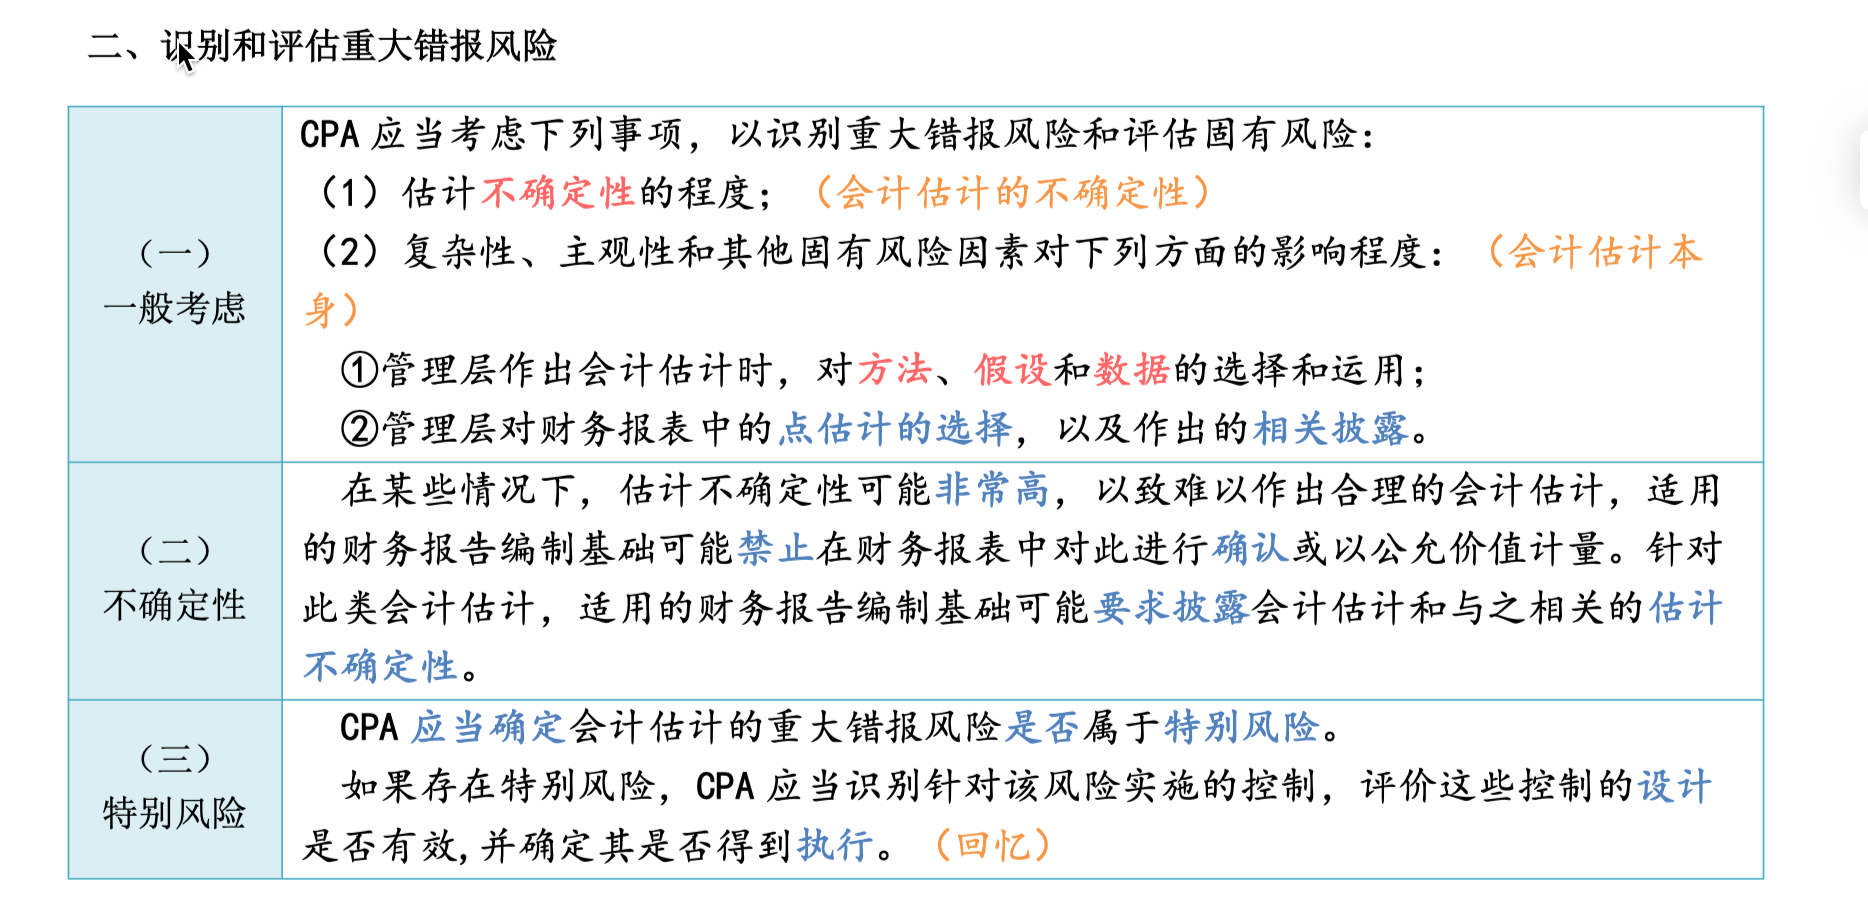 二、识别和评估重大错报风险
（一）
一般考虑
CPA 应当考虑下列事项，以识别重大错报风险和评估固有风险：
（1）估计不确定性的程度；（会计估计的不确定性）
（2）复杂性、主观性和其他固有风险因素对下列方面的影响程度：（会计估计本
身）
①管理层作出会计估计时，对方法、假设和数据的选择和运用；
②管理层对财务报表中的点估计的选择，以及作出的相关披露。
（二）
不确定性
在某些情况下，估计不确定性可能非常高，以致难以作出合理的会计估计，适用
的财务报告编制基础可能禁止在财务报表中对此进行确认或以公允价值计量。针对
此类会计估计，适用的财务报告编制基础可能要求披露会计估计和与之相关的估计
不确定性。
（三）
特别风险
CPA 应当确定会计估计的重大错报风险是否属于特别风险。
如果存在特别风险，CPA 应当识别针对该风险实施的控制，评价这些控制的设计
是否有效,并确定其是否得到执行。（回忆）